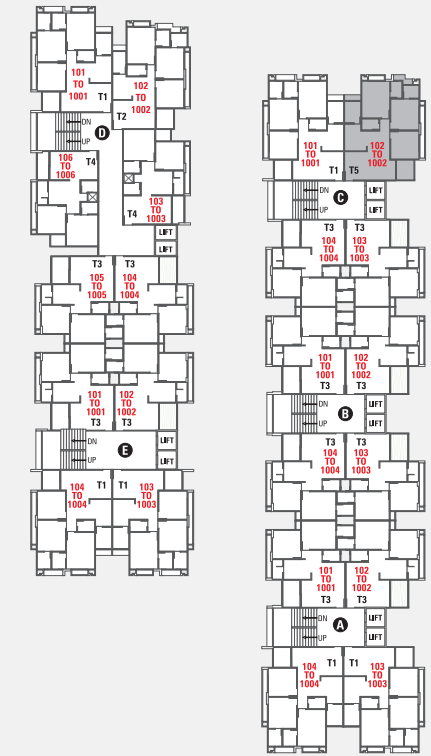 101
TO
1001
T1
102
TO
1002
T2
DN
UP
D
106
TO
1006
T4
T4
103
TO
1003
LIFT
LIFT
T3
T3
105
TO
1005
104
TO
1004
101
TO
1001
T3
102
TO
1002
T3
DN
UP
E
LIFT
LIFT
104
TO
1004
T1
T1
103
TO
1003
101
TO
1001
T1
102
TO
1002
T5
DN
UP
C
LIFT
LIFT
T3
T3
104
TO
1004
103
TO
1003
101
TO
1001
T3
102
TO
1002
T3
DN
UP
B
LIFT
LIFT
T3
T3
104
TO
1004
103
TO
1003
101
TO
1001
T3
102
TO
1002
T3
DN
UP
A
LIFT
LIFT
104
TO
1004
T1
T1
103
TO
1003